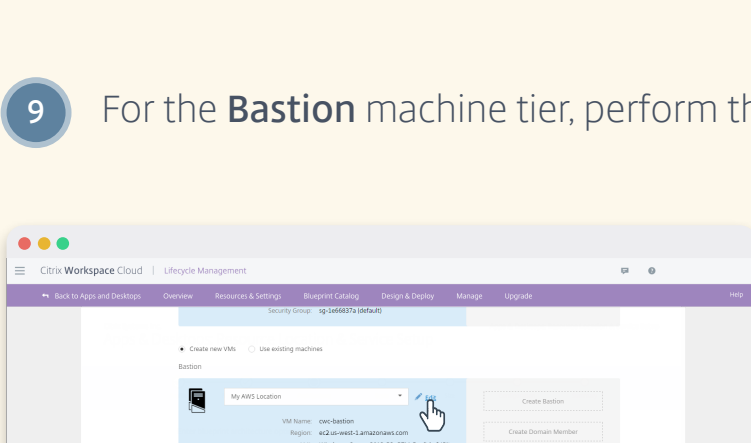 9
For the Bastion machine tier, perform th
Citrix Workspace Cloud | Lifecycle Management
Back to Apps and Desktops Overview Resources & Settings Blueprint Catalog Design & Deploy Manage Upgrade Help
Security Group: sg-1e66837a (default)
Create new VMs Use existing machines
Bastion
My AWS Location Edit
Create Bastion
VM Name: cwc-bastion
Region: ec2.us-west-1.amazonaws.com
Create Domain Member